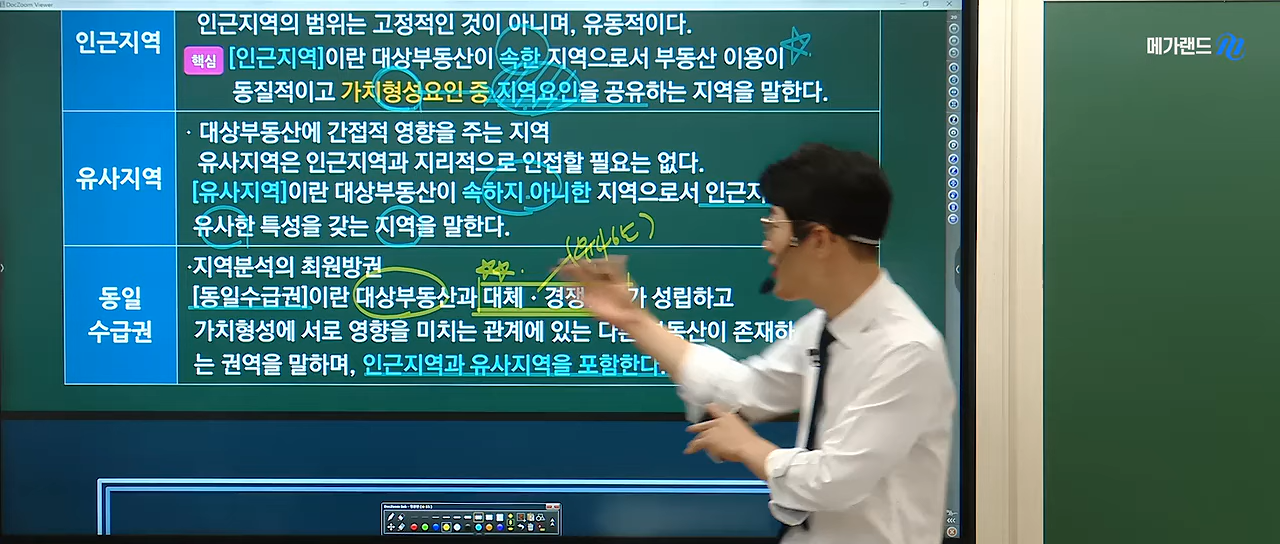 DocZoom Viewer
메가랜드
인근지역
인근지역의 범위는 고정적인 것이 아니며, 유동적이다.
핵심 [인근지역]이란 대상부동산이 속한 지역으로서 부동산 이용이
동질적이고 가치형성요인 중 지역요인을 공유하는 지역을 말한다.
유사지역
· 대상부동산에 간접적 영향을 주는 지역
유사지역은 인근지역과 지리적으로 인접할 필요는 없다.
[유사지역]이란 대상부동산이 속하지 아니한 지역으로서 인근지
유사한 특성을 갖는 지역을 말한다.
동일
수급권
·지역분석의 최원방권
[동일수급권]이란 대상부동산과 대체 · 경쟁 가 성립하고
가치형성에 서로 영향을 미치는 관계에 있는 다른 동산이 존재하
는 권역을 말하며, 인근지역과 유사지역을 포함한다.